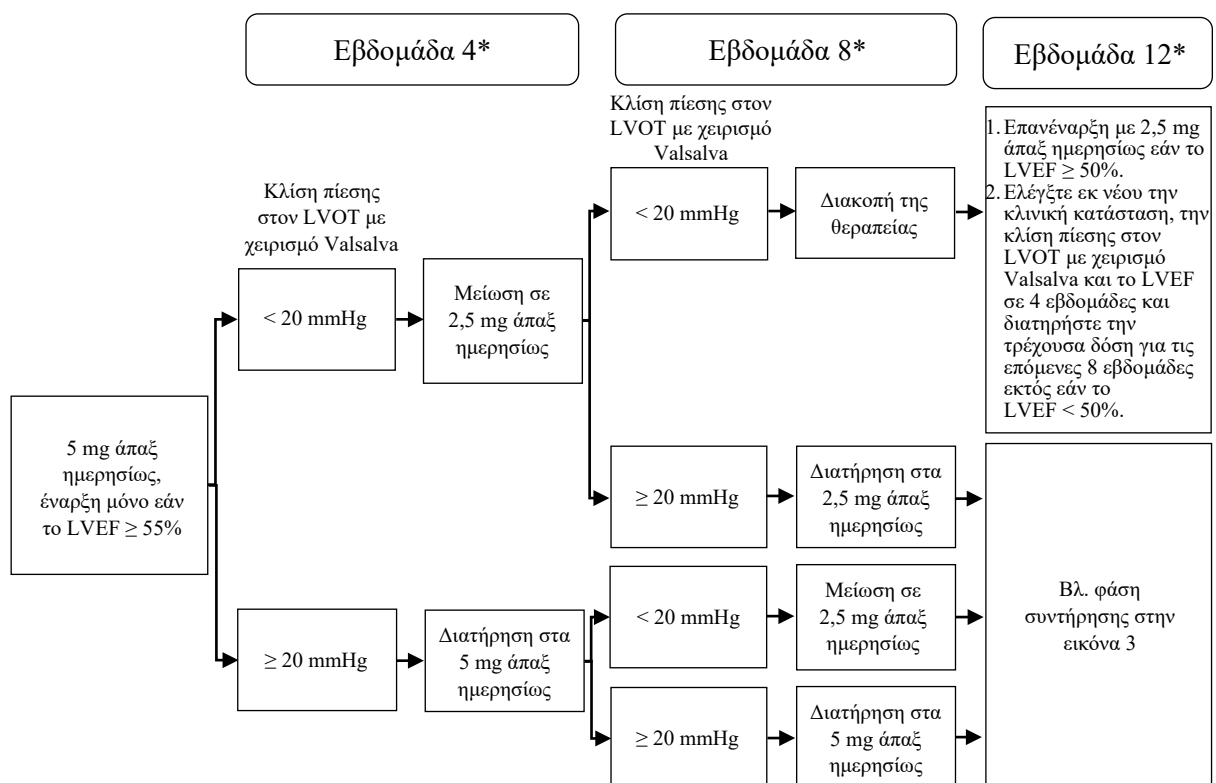 Εβδομάδα 4*
Εβδομάδα 8*
Εβδομάδα 12*
Κλίση πίεσης
στον LVOT με
χειρισμό Valsalva
Κλίση πίεσης στον
LVOT με χειρισμό
Valsalva
5 mg άπαξ
ημερησίως,
έναρξη μόνο εάν
το LVEF ≥ 55%
< 20 mmHg
Μείωση σε
2,5 mg άπαξ
ημερησίως
< 20 mmHg
Διακοπή της
θεραπείας
1. Επανέναρξη με 2,5 mg
άπαξ ημερησίως εάν το
LVEF ≥ 50%.
2. Ελέγξτε εκ νέου την
κλινική κατάσταση, την
κλίση πίεσης στον
LVOT με χειρισμό
Valsalva και το LVEF
σε 4 εβδομάδες και
διατηρήστε την
τρέχουσα δόση για τις
επόμενες 8 εβδομάδες
εκτός εάν το
LVEF < 50%.
≥ 20 mmHg
Διατήρηση στα
2,5 mg άπαξ
ημερησίως
≥ 20 mmHg
Διατήρηση στα
5 mg άπαξ
ημερησίως
< 20 mmHg
Μείωση σε
2,5 mg άπαξ
ημερησίως
≥ 20 mmHg
Διατήρηση στα
5 mg άπαξ
ημερησίως
Βλ. φάση
συντήρησης στην
εικόνα 3